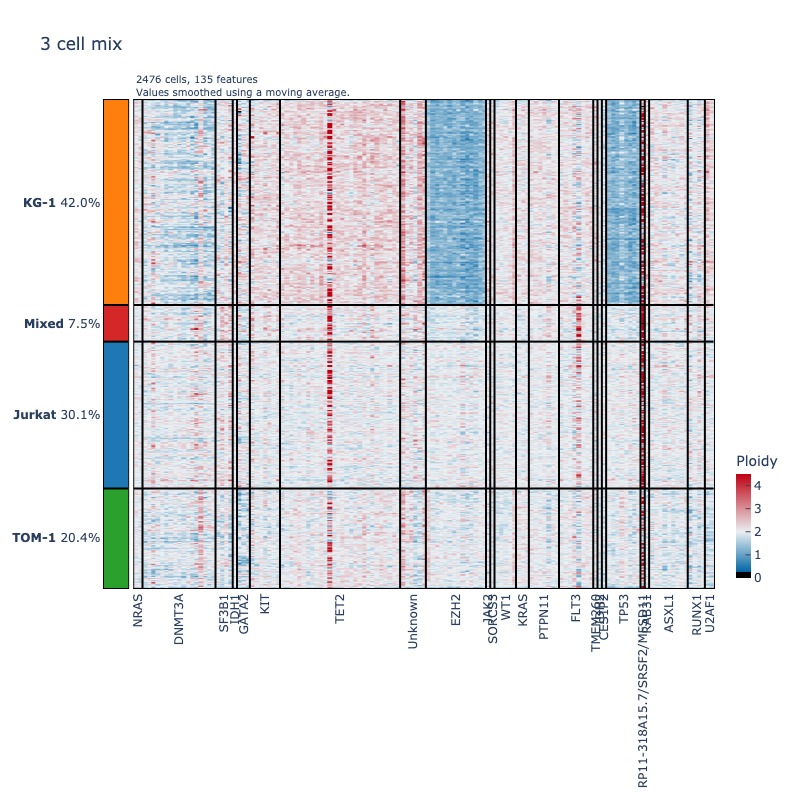 3 cell mix
2476 cells, 135 features
Values smoothed using a moving average.
KG-1 42.0%
Mixed 7.5%
Jurkat 30.1%
TOM-1 20.4%
Ploidy
4
3
2
1
0
NRAS
DNMT3A
SF3B1
IDH1
GATA2
KIT
TET2
Unknown
EZH2
JAK2
SORCS3
WT1
KRAS
PTPN11
FLT3
TP53
RP11-318A15.7/SRSF2/MFSD11
RAB31
ASXL1
RUNX1
U2AF1